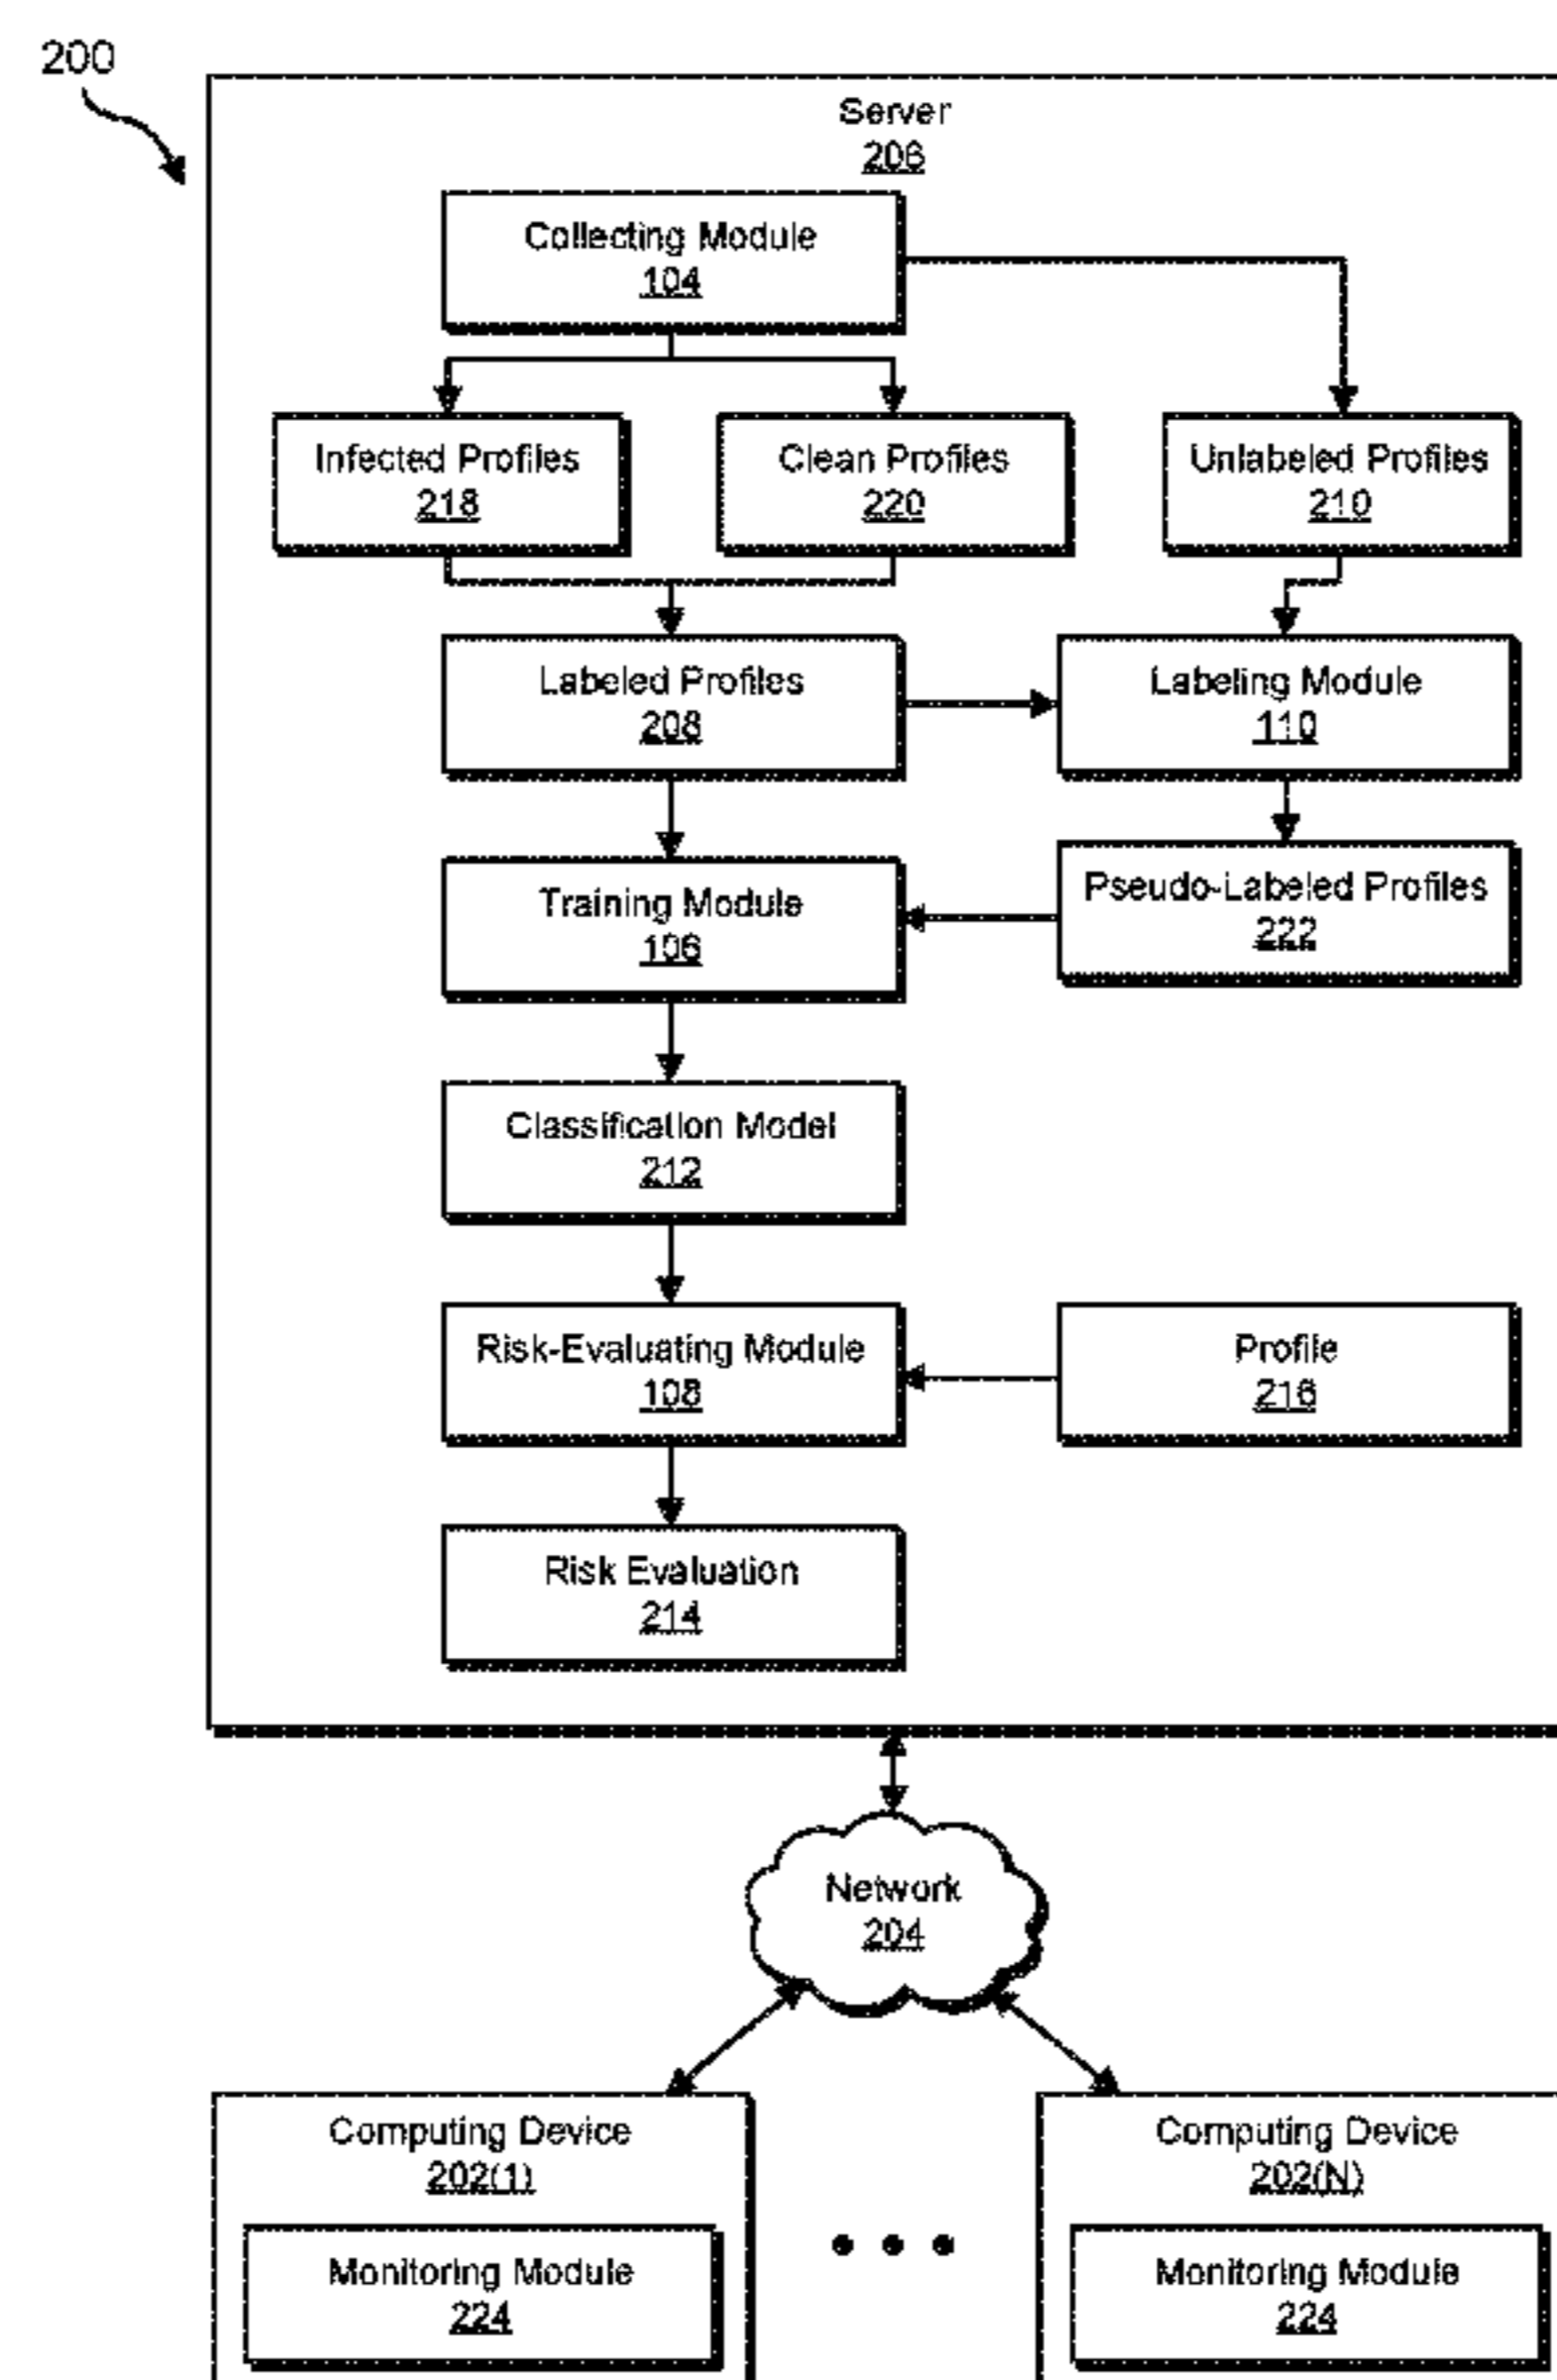 200
Server
206
Collecting Module
104
Infected Profiles
218
Clean Profiles
220
Unlabeled Profiles
210
Labeled Profiles
208
Labeling Module
110
Training Module
106
Pseudo-Labeled Profiles
222
Classification Model
212
Risk-Evaluating Module
108
Profile
216
Risk Evaluation
214
Network
204
Computing Device
202(1)
Monitoring Module
224
Computing Device
202(N)
Monitoring Module
224